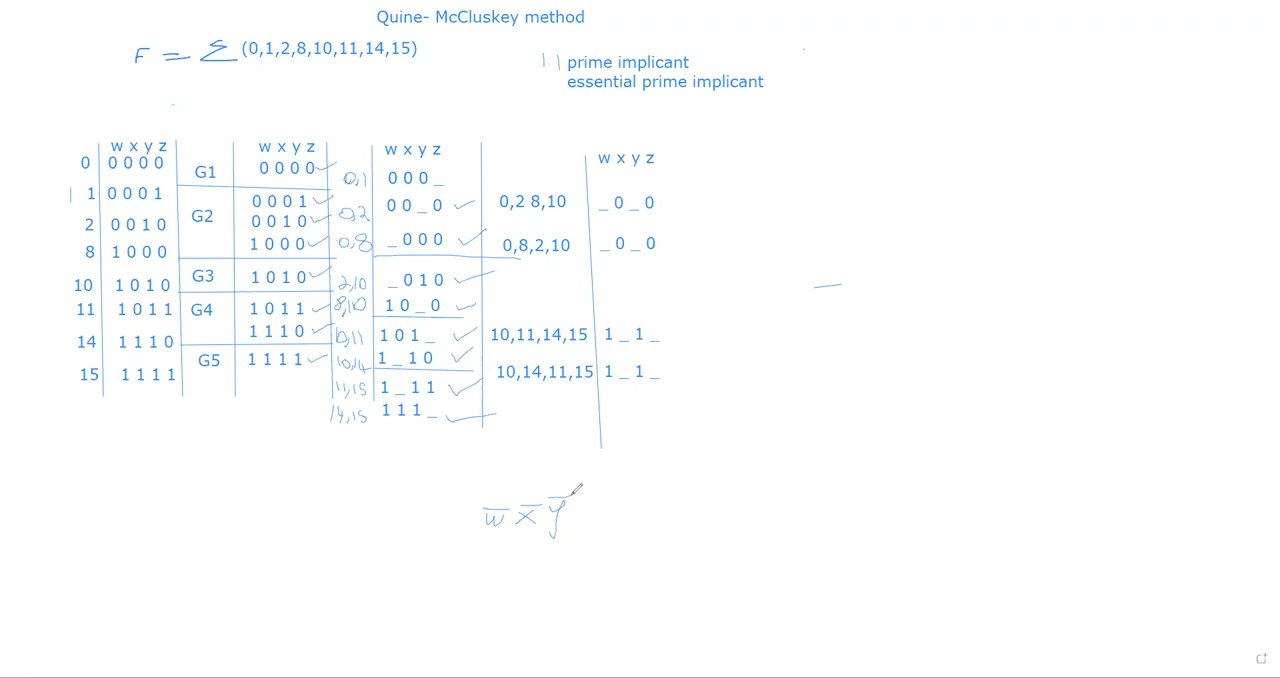 Quine- McCluskey method
F = Σ (0,1,2,8,10,11,14,15)
prime implicant
essential prime implicant
w x y z
0 0 0 0 0
1 0 0 0 1
2 0 0 1 0
8 1 0 0 0
10 1 0 1 0
11 1 0 1 1
14 1 1 1 0
15 1 1 1 1
w x y z
G1 0 0 0 0
G2 0 0 0 1
0 0 1 0
1 0 0 0
G3 1 0 1 0
G4 1 0 1 1
1 1 1 0
G5 1 1 1 1
w x y z
0,1 0 0 0 _
0,2 0 0 _ 0
0,8 _ 0 0 0
2,10 _ 0 1 0
8,10 1 0 _ 0
10,11 1 0 1 _
10,14 1 _ 1 0
11,15 1 _ 1 1
14,15 1 1 1 _
w x y z
0,2 8,10 _ 0 _ 0
0,8,2,10 _ 0 _ 0
10,11,14,15 1 _ 1 _
10,14,11,15 1 _ 1 _
w̅ x̅ y̅